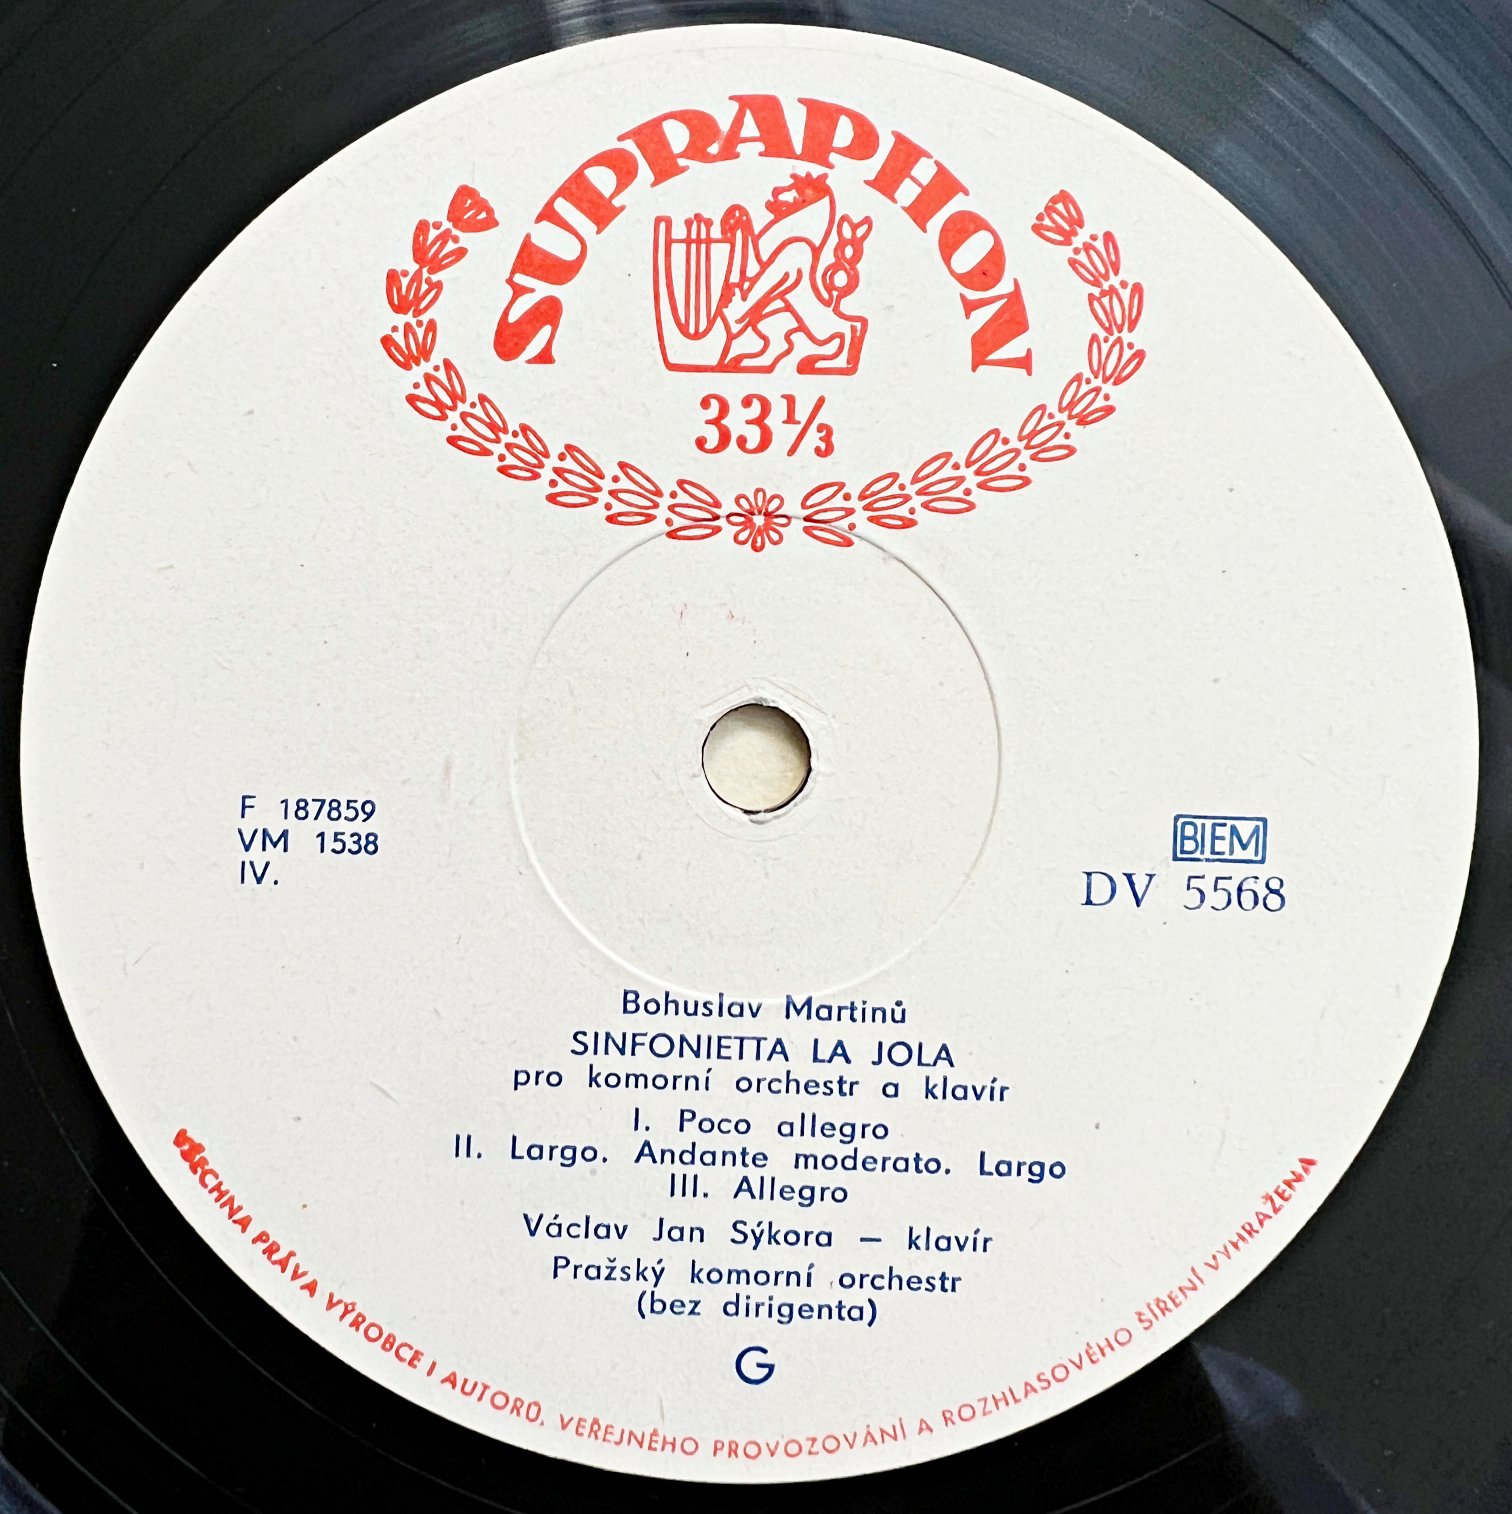 SUPRAPHON
33⅓
F 187859
VM 1538
IV.
BIEM
DV 5568
Bohuslav Martinů
SINFONIETTA LA JOLA
pro komorní orchestr a klavír
I. Poco allegro
II. Largo. Andante moderato. Largo
III. Allegro
Václav Jan Sýkora – klavír
Pražský komorní orchestr
(bez dirigenta)
G
VŠECHNA PRÁVA VÝROBCE I AUTORŮ, VEŘEJNÉHO PROVOZOVÁNÍ A ROZHLASOVÉHO ŠÍŘENÍ VYHRAŽENA